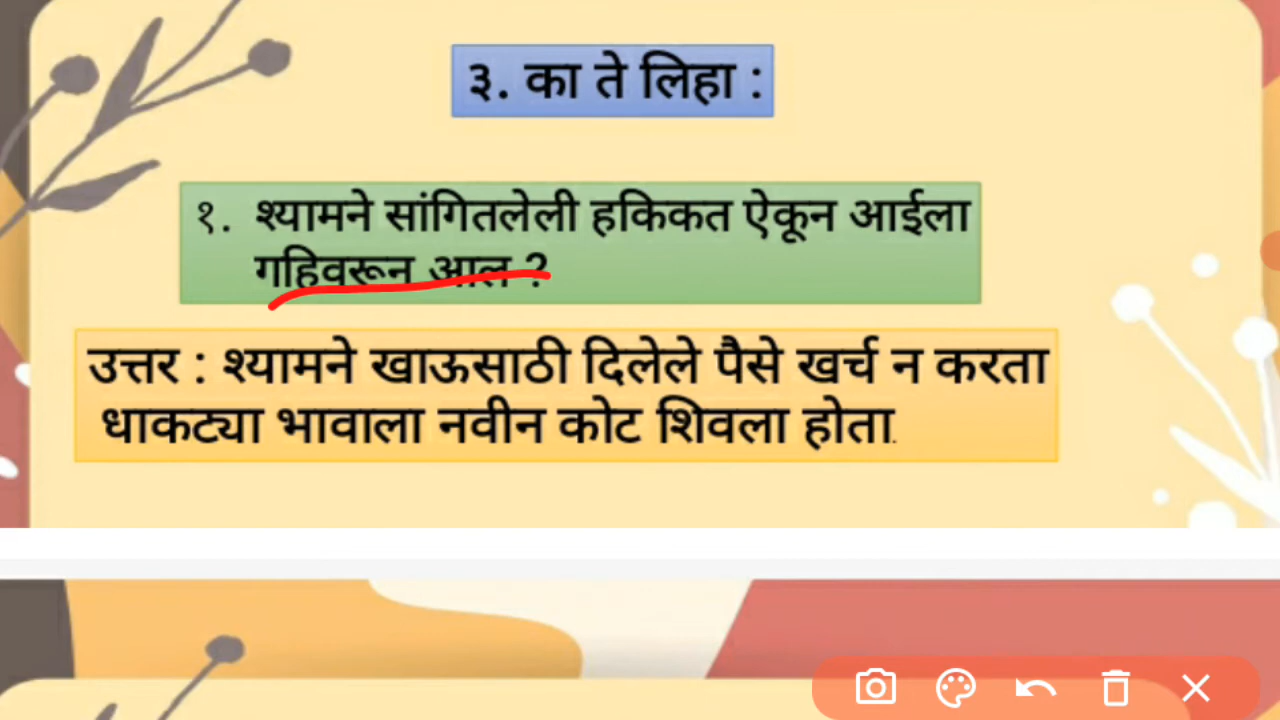 ३. का ते लिहा :
१. श्यामने सांगितलेली हकिकत ऐकून आईला
गहिवरून आल ?
उत्तर : श्यामने खाऊसाठी दिलेले पैसे खर्च न करता
धाकट्या भावाला नवीन कोट शिवला होता.